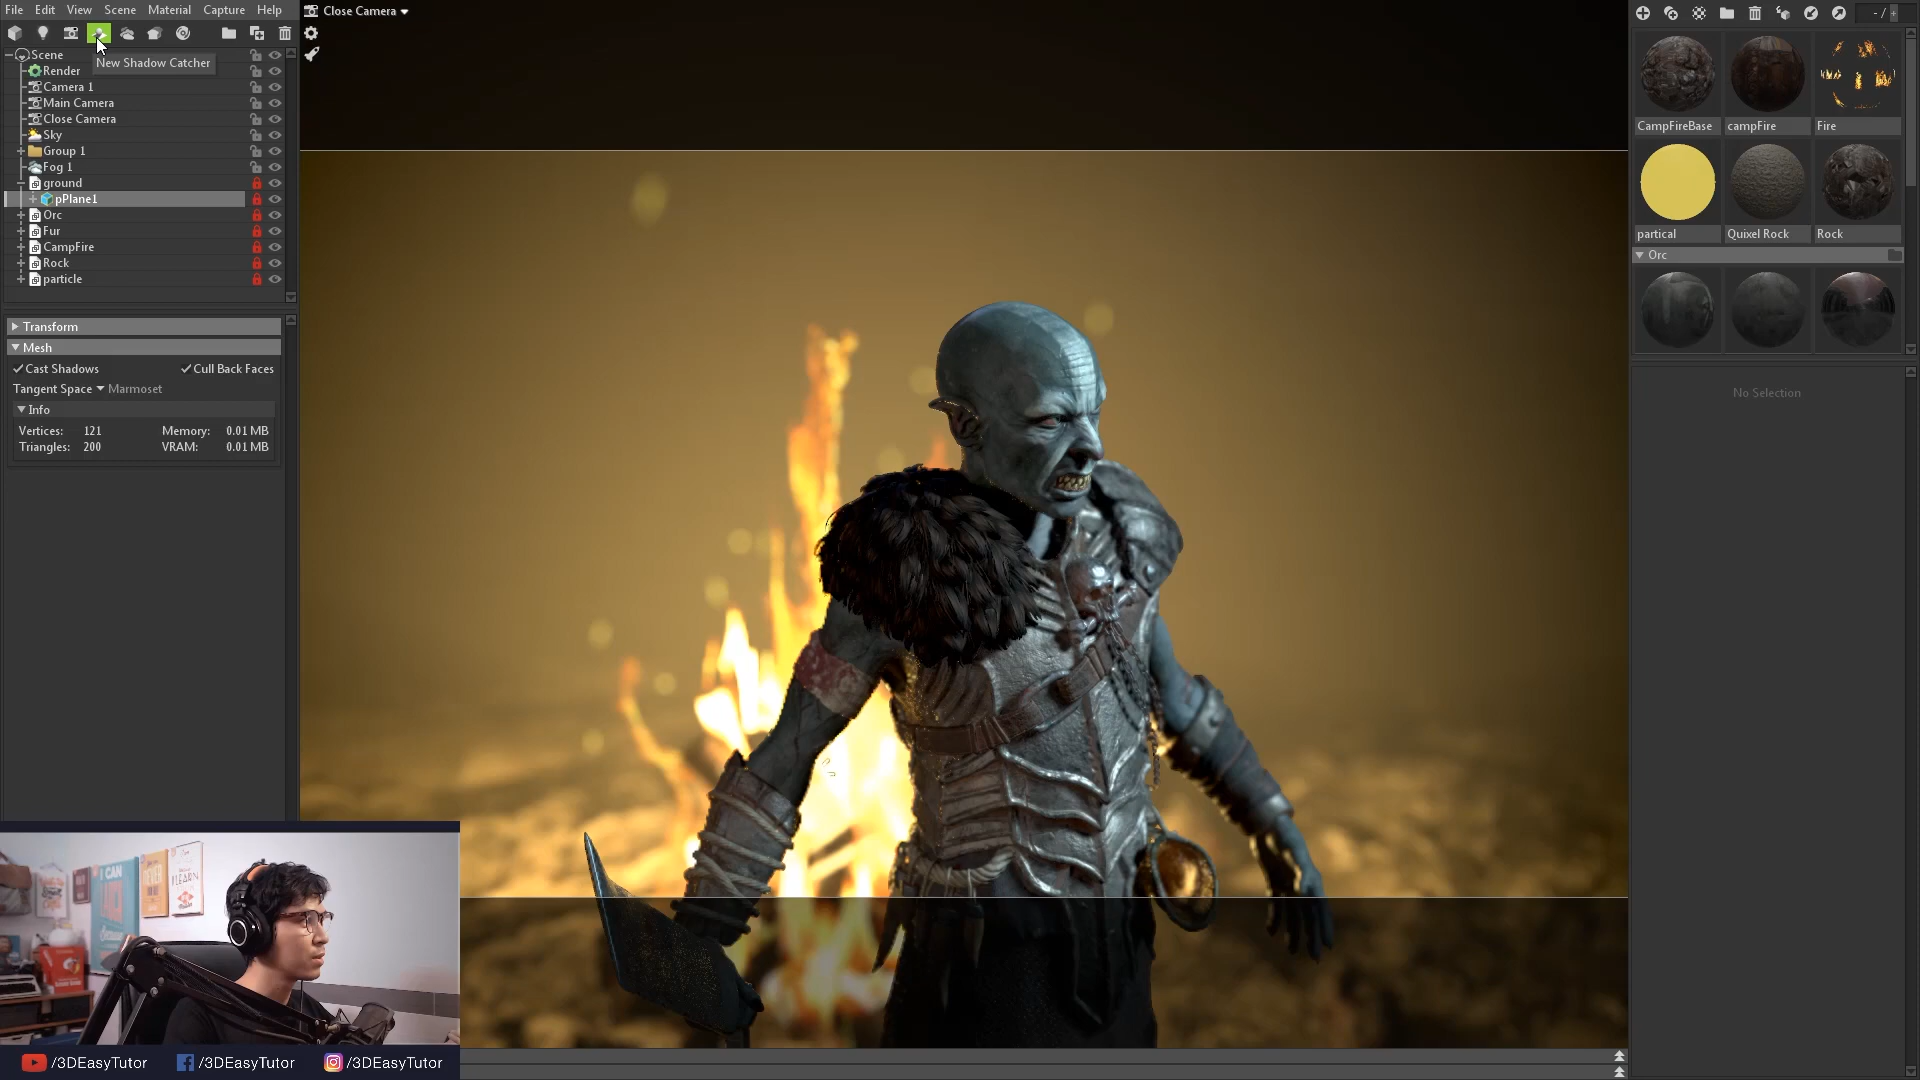 File Edit View Scene Material Capture Help
Close Camera
- / +
New Shadow Catcher
Scene
Render
Camera 1
Main Camera
Close Camera
Sky
Group 1
Fog 1
ground
pPlane1
Orc
Fur
CampFire
Rock
particle
Transform
Mesh
Cast Shadows Cull Back Faces
Tangent Space Marmoset
Info
Vertices: 121 Memory: 0.01 MB
Triangles: 200 VRAM: 0.01 MB
CampFireBase campFire Fire
partical Quixel Rock Rock
Orc
No Selection
I CAN
/3DEasyTutor /3DEasyTutor /3DEasyTutor